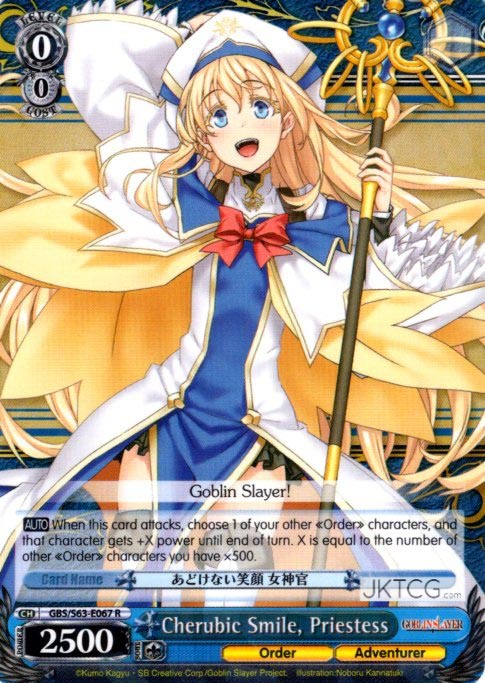 LEVEL
0
0
COST
Goblin Slayer!
AUTO When this card attacks, choose 1 of your other «Order» characters, and
that character gets +X power until end of turn. X is equal to the number of
other «Order» characters you have ×500.
Card Name
あどけない笑顔 女神官
JKTCG.com
CH GBS/S63-E067 R
POWER 2500 SOUL
Cherubic Smile, Priestess
GOBLIN SLAYER
Order Adventurer
©Kumo Kagyu・SB Creative Corp./Goblin Slayer Project. Illustration:Noboru Kannatuki